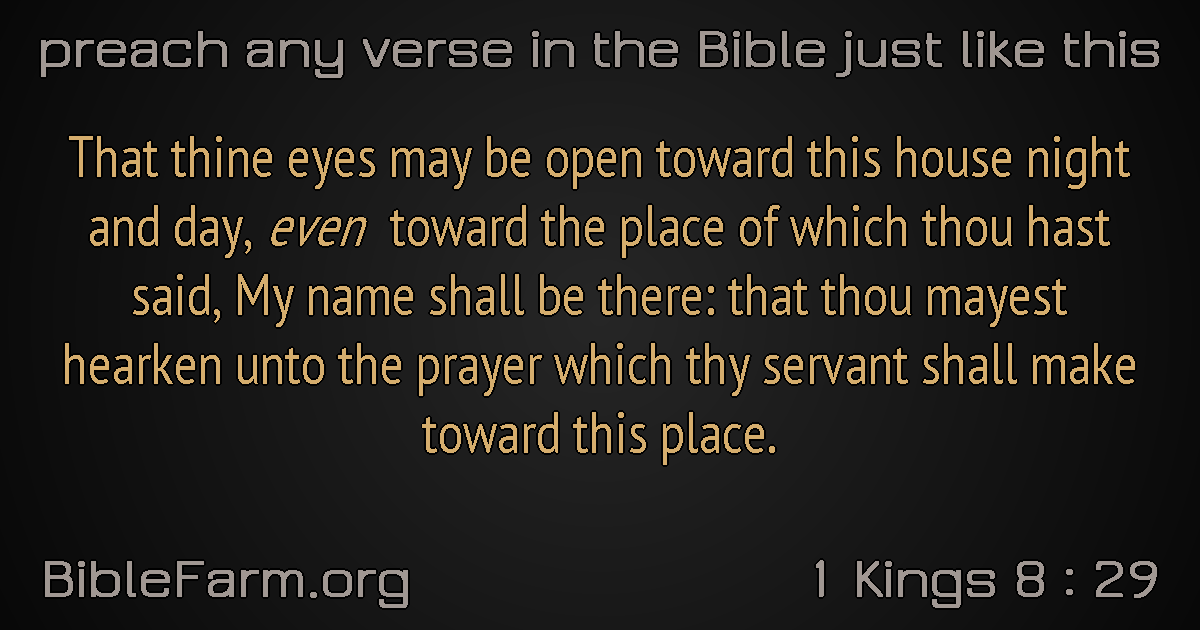 preach any verse in the Bible just like this
That thine eyes may be open toward this house night
and day, even toward the place of which thou hast
said, My name shall be there: that thou mayest
hearken unto the prayer which thy servant shall make
toward this place.
BibleFarm.org
1 Kings 8 : 29